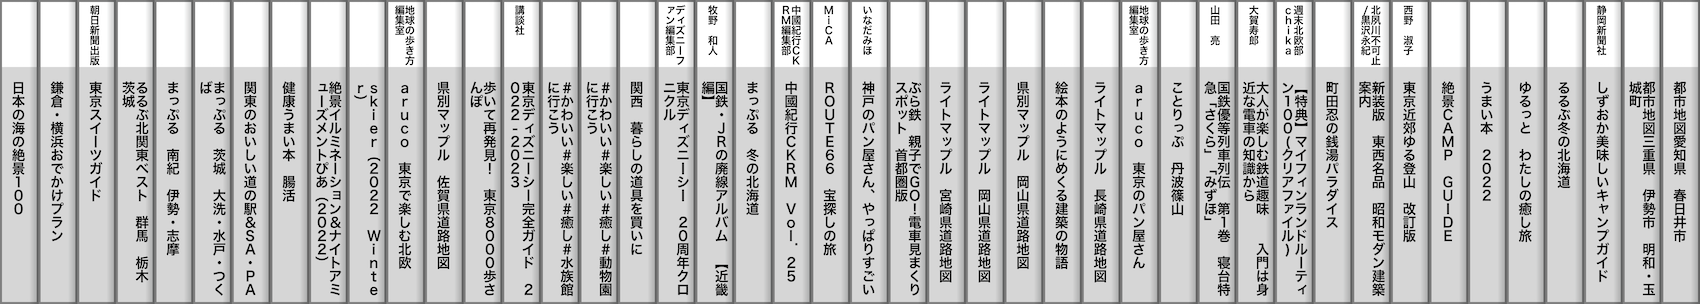 都市地図愛知県　春日井市
都市地図三重県　伊勢市　明和・玉
城町
静岡新聞社
しずおか美味しいキャンプガイド
るるぶ冬の北海道
ゆるっと　わたしの癒し旅
うまい本　２０２２
絶景ＣＡＭＰ　ＧＵＩＤＥ
西野　淑子
東京近郊ゆる登山　改訂版
北夙川不可止
/黒沢永紀
新装版　東西名品　昭和モダン建築
案内
町田忍の銭湯パラダイス
週末北欧部
ｃｈｉｋａ
【特典】マイフィンランドルーティ
ン１００(クリアファイル)
大賀寿郎
大人が楽しむ鉄道趣味　　入門は身
近な電車の知識から
山田　亮
国鉄優等列車列伝　第１巻　寝台特
急「さくら」「みずほ」
ことりっぷ　丹波篠山
地球の歩き方
編集室
ａｒｕｃｏ　東京のパン屋さん
ライトマップル　長崎県道路地図
絵本のようにめくる建築の物語
県別マップル　岡山県道路地図
ライトマップル　岡山県道路地図
ライトマップル　宮崎県道路地図
ぶら鉄　親子でＧＯ！電車見まくり
スポット　首都圏版
いなだみほ
神戸のパン屋さん、やっぱりすごい
ＭｉＣＡ
ＲＯＵＴＥ６６　宝探しの旅
中國紀行ＣＫ
ＲＭ編集部
中國紀行ＣＫＲＭ　Ｖｏｌ．２５
まっぷる　冬の北海道
牧野　和人
国鉄・ＪＲの廃線アルバム　【近畿
編】
ディズニーフ
ァン編集部
東京ディズニーシー　２０周年クロ
ニクル
関西　暮らしの道具を買いに
#かわいい#楽しい#癒し#動物園
に行こう
#かわいい#楽しい#癒し#水族館
に行こう
講談社
東京ディズニーシー完全ガイド　２
０２２-２０２３
歩いて再発見！　東京８０００歩さ
んぽ
県別マップル　佐賀県道路地図
地球の歩き方
編集室
ａｒｕｃｏ　東京で楽しむ北欧
ｓｋｉｅｒ（２０２２　Ｗｉｎｔｅ
ｒ）
絶景イルミネーション＆ナイトアミ
ューズメントぴあ（２０２２）
健康うまい本　腸活
関東のおいしい道の駅＆ＳＡ・ＰＡ
まっぷる　茨城　大洗・水戸・つく
ば
まっぷる　南紀　伊勢・志摩
るるぶ北関東ベスト　群馬　栃木
茨城
朝日新聞出版
東京スイーツガイド
鎌倉・横浜おでかけプラン
日本の海の絶景１００